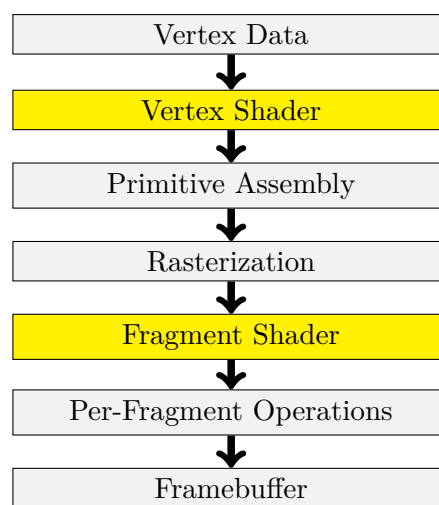 Vertex Data
Vertex Shader
Primitive Assembly
Rasterization
Fragment Shader
Per-Fragment Operations
Framebuffer